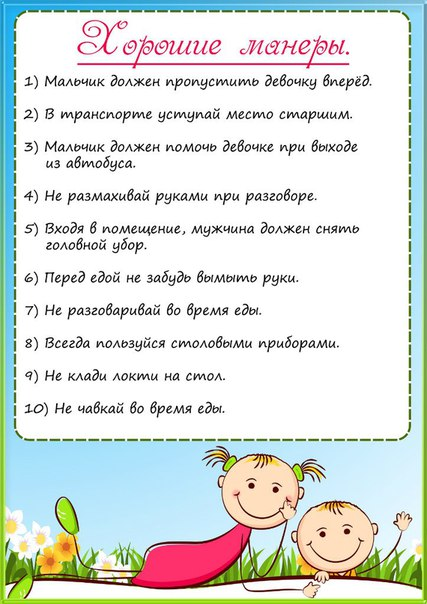 Хорошие манеры.
1) Мальчик должен пропустить девочку вперёд.
2) В транспорте уступай место старшим.
3) Мальчик должен помочь девочке при выходе
из автобуса.
4) Не размахивай руками при разговоре.
5) Входя в помещение, мужчина должен снять
головной убор.
6) Перед едой не забудь вымыть руки.
7) Не разговаривай во время еды.
8) Всегда пользуйся столовыми приборами.
9) Не клади локти на стол.
10) Не чавкай во время еды.